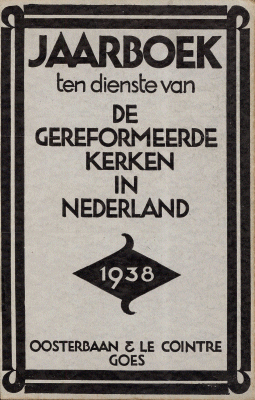 JAARBOEK
ten dienste van
DE
GEREFORMEERDE
KERKEN
IN
NEDERLAND
1938
OOSTERBAAN & LE COINTRE
GOES